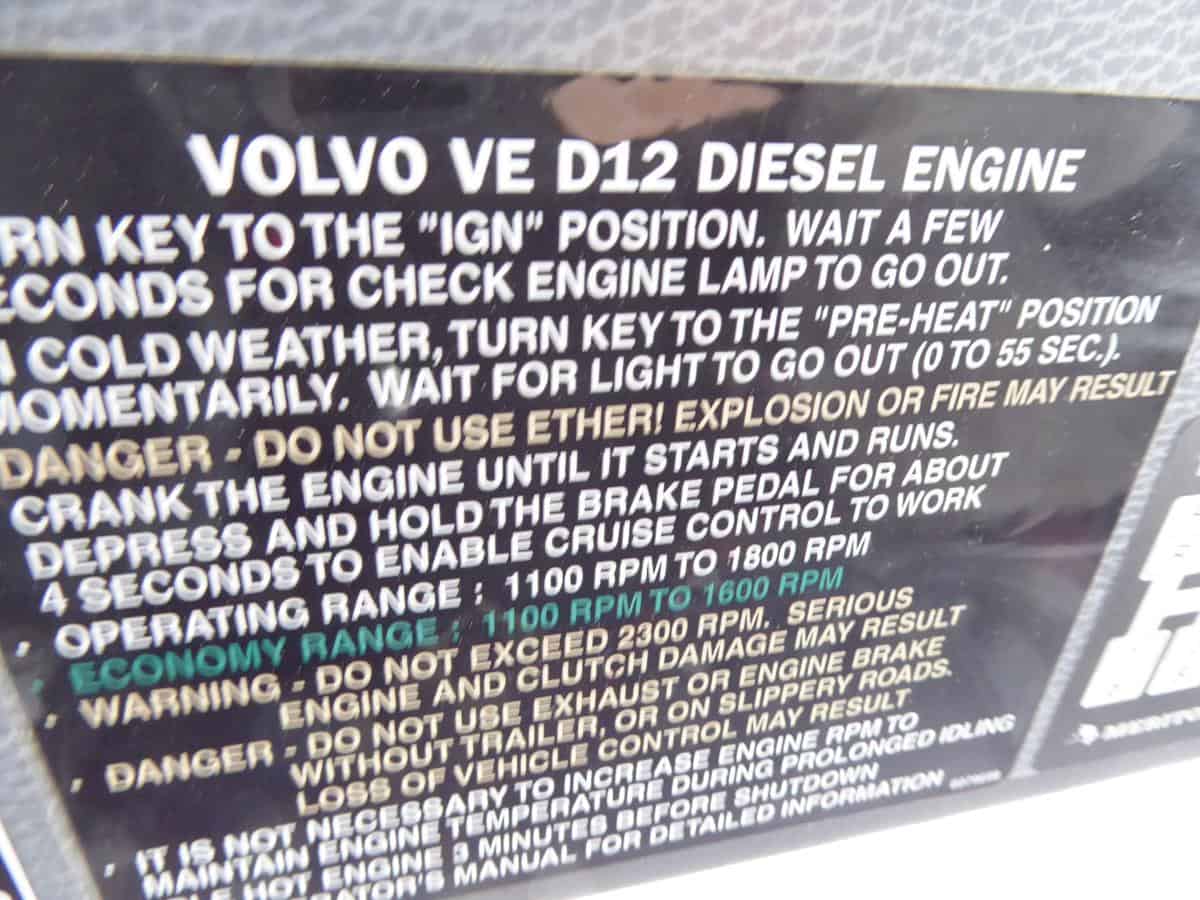 VOLVO VE D12 DIESEL ENGINE
RN KEY TO THE "IGN" POSITION. WAIT A FEW
ECONDS FOR CHECK ENGINE LAMP TO GO OUT.
COLD WEATHER, TURN KEY TO THE "PRE-HEAT" POSITION
MOMENTARILY. WAIT FOR LIGHT TO GO OUT (0 TO 55 SEC.).
DANGER - DO NOT USE ETHER! EXPLOSION OR FIRE MAY RESULT
CRANK THE ENGINE UNTIL IT STARTS AND RUNS.
DEPRESS AND HOLD THE BRAKE PEDAL FOR ABOUT
4 SECONDS TO ENABLE CRUISE CONTROL TO WORK
• OPERATING RANGE : 1100 RPM TO 1800 RPM
• ECONOMY RANGE : 1100 RPM TO 1600 RPM
• WARNING - DO NOT EXCEED 2300 RPM. SERIOUS
ENGINE AND CLUTCH DAMAGE MAY RESULT
• DANGER - DO NOT USE EXHAUST OR ENGINE BRAKE
WITHOUT TRAILER, OR ON SLIPPERY ROADS.
LOSS OF VEHICLE CONTROL MAY RESULT
• IT IS NOT NECESSARY TO INCREASE ENGINE RPM TO
MAINTAIN ENGINE TEMPERATURE DURING PROLONGED IDLING
HOT ENGINE 3 MINUTES BEFORE SHUTDOWN
RATOR'S MANUAL FOR DETAILED INFORMATION